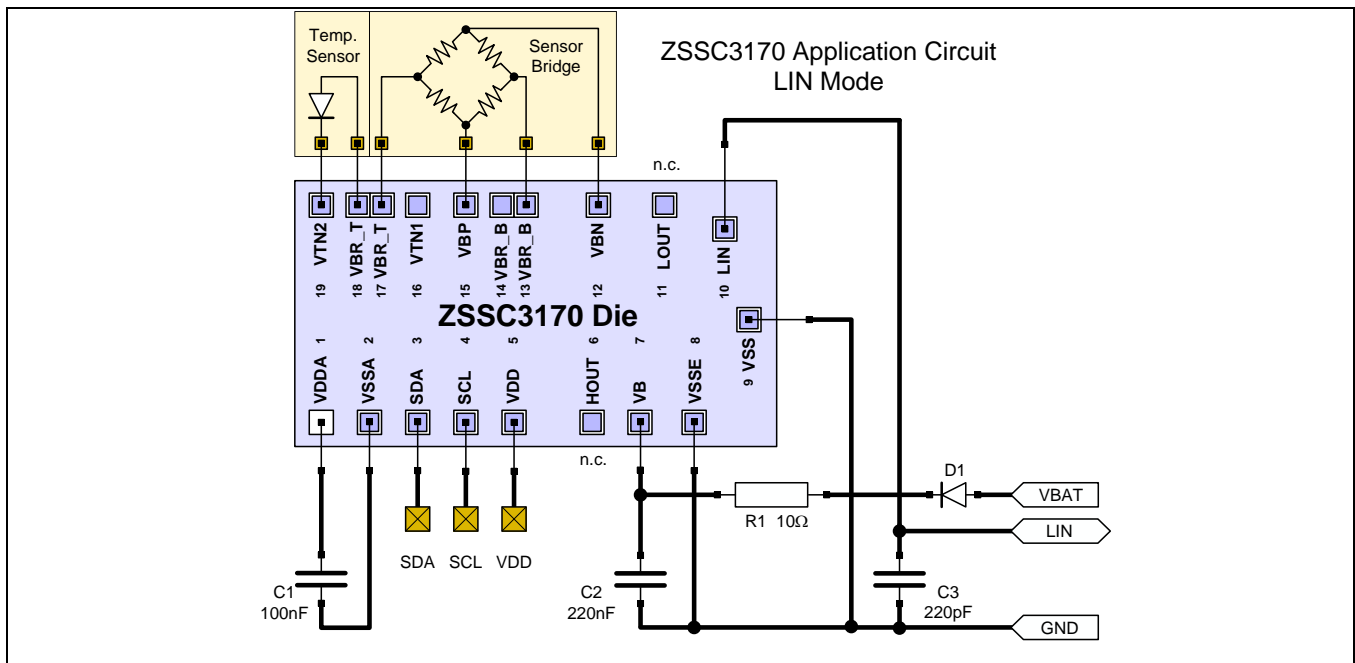 Temp.
Sensor
Sensor
Bridge
ZSSC3170 Application Circuit
LIN Mode
n.c.
VTN2
VBR_T
VBR_T
VTN1
VBP
VBR_B
VBR_B
VBN
LOUT
LIN
19
18
17
16
15
14
13
12
11
10
ZSSC3170 Die
VDDA 1
VSSA 2
SDA 3
SCL 4
VDD 5
HOUT 6
VB 7
VSSE 8
9 VSS
n.c.
D1
VBAT
R1 10Ω
LIN
SDA
SCL
VDD
C1
100nF
C2
220nF
C3
220pF
GND